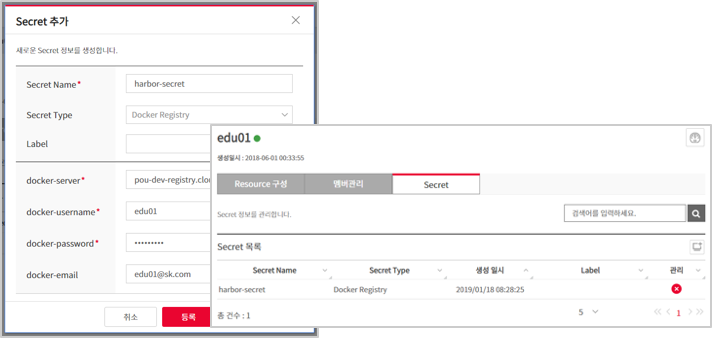 Secret 추가
새로운 Secret 정보를 생성합니다.
Secret Name*
harbor-secret
Secret Type
Docker Registry
Label
docker-server*
pou-dev-registry.clou
docker-username*
edu01
docker-password*
•••••••••
docker-email
edu01@sk.com
취소
등록
edu01
생성일시 : 2018-06-01 00:33:55
Resource 구성
멤버관리
Secret
Secret 정보를 관리합니다.
검색어를 입력하세요.
Secret 목록
Secret Name
Secret Type
생성 일시
Label
관리
harbor-secret
Docker Registry
2019/01/18 08:28:25
총 건수 : 1
5
1